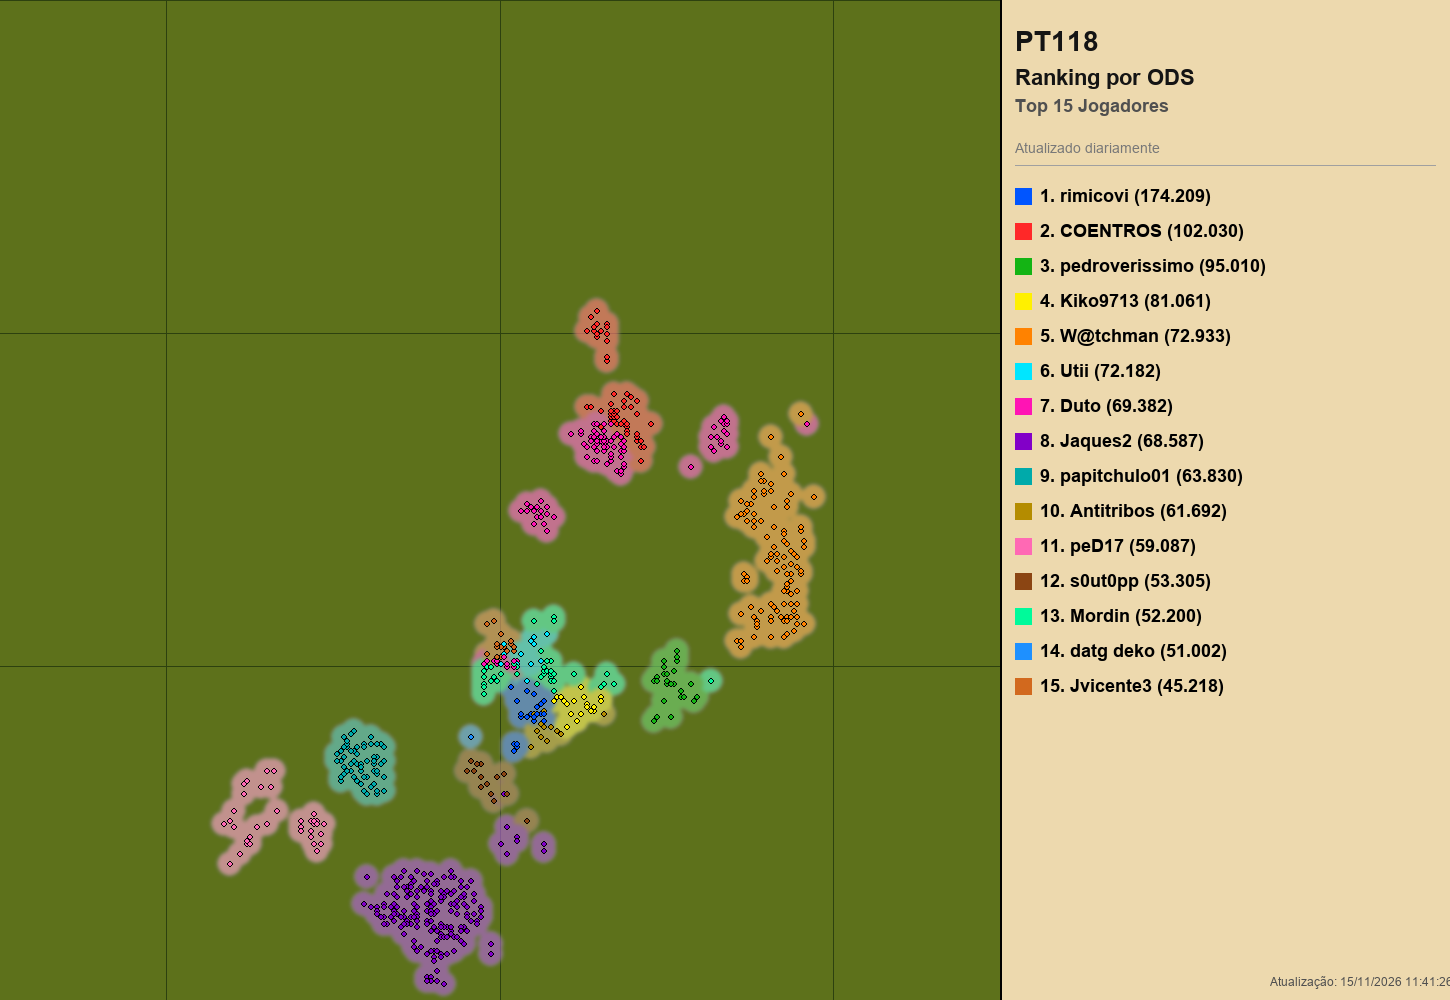 PT118
Ranking por ODS
Top 15 Jogadores
Atualizado diariamente
1. rimicovi (174.209)
2. COENTROS (102.030)
3. pedroverissimo (95.010)
4. Kiko9713 (81.061)
5. W@tchman (72.933)
6. Utii (72.182)
7. Duto (69.382)
8. Jaques2 (68.587)
9. papitchulo01 (63.830)
10. Antitribos (61.692)
11. peD17 (59.087)
12. s0ut0pp (53.305)
13. Mordin (52.200)
14. datg deko (51.002)
15. Jvicente3 (45.218)
Atualização: 15/11/2026 11:41:26